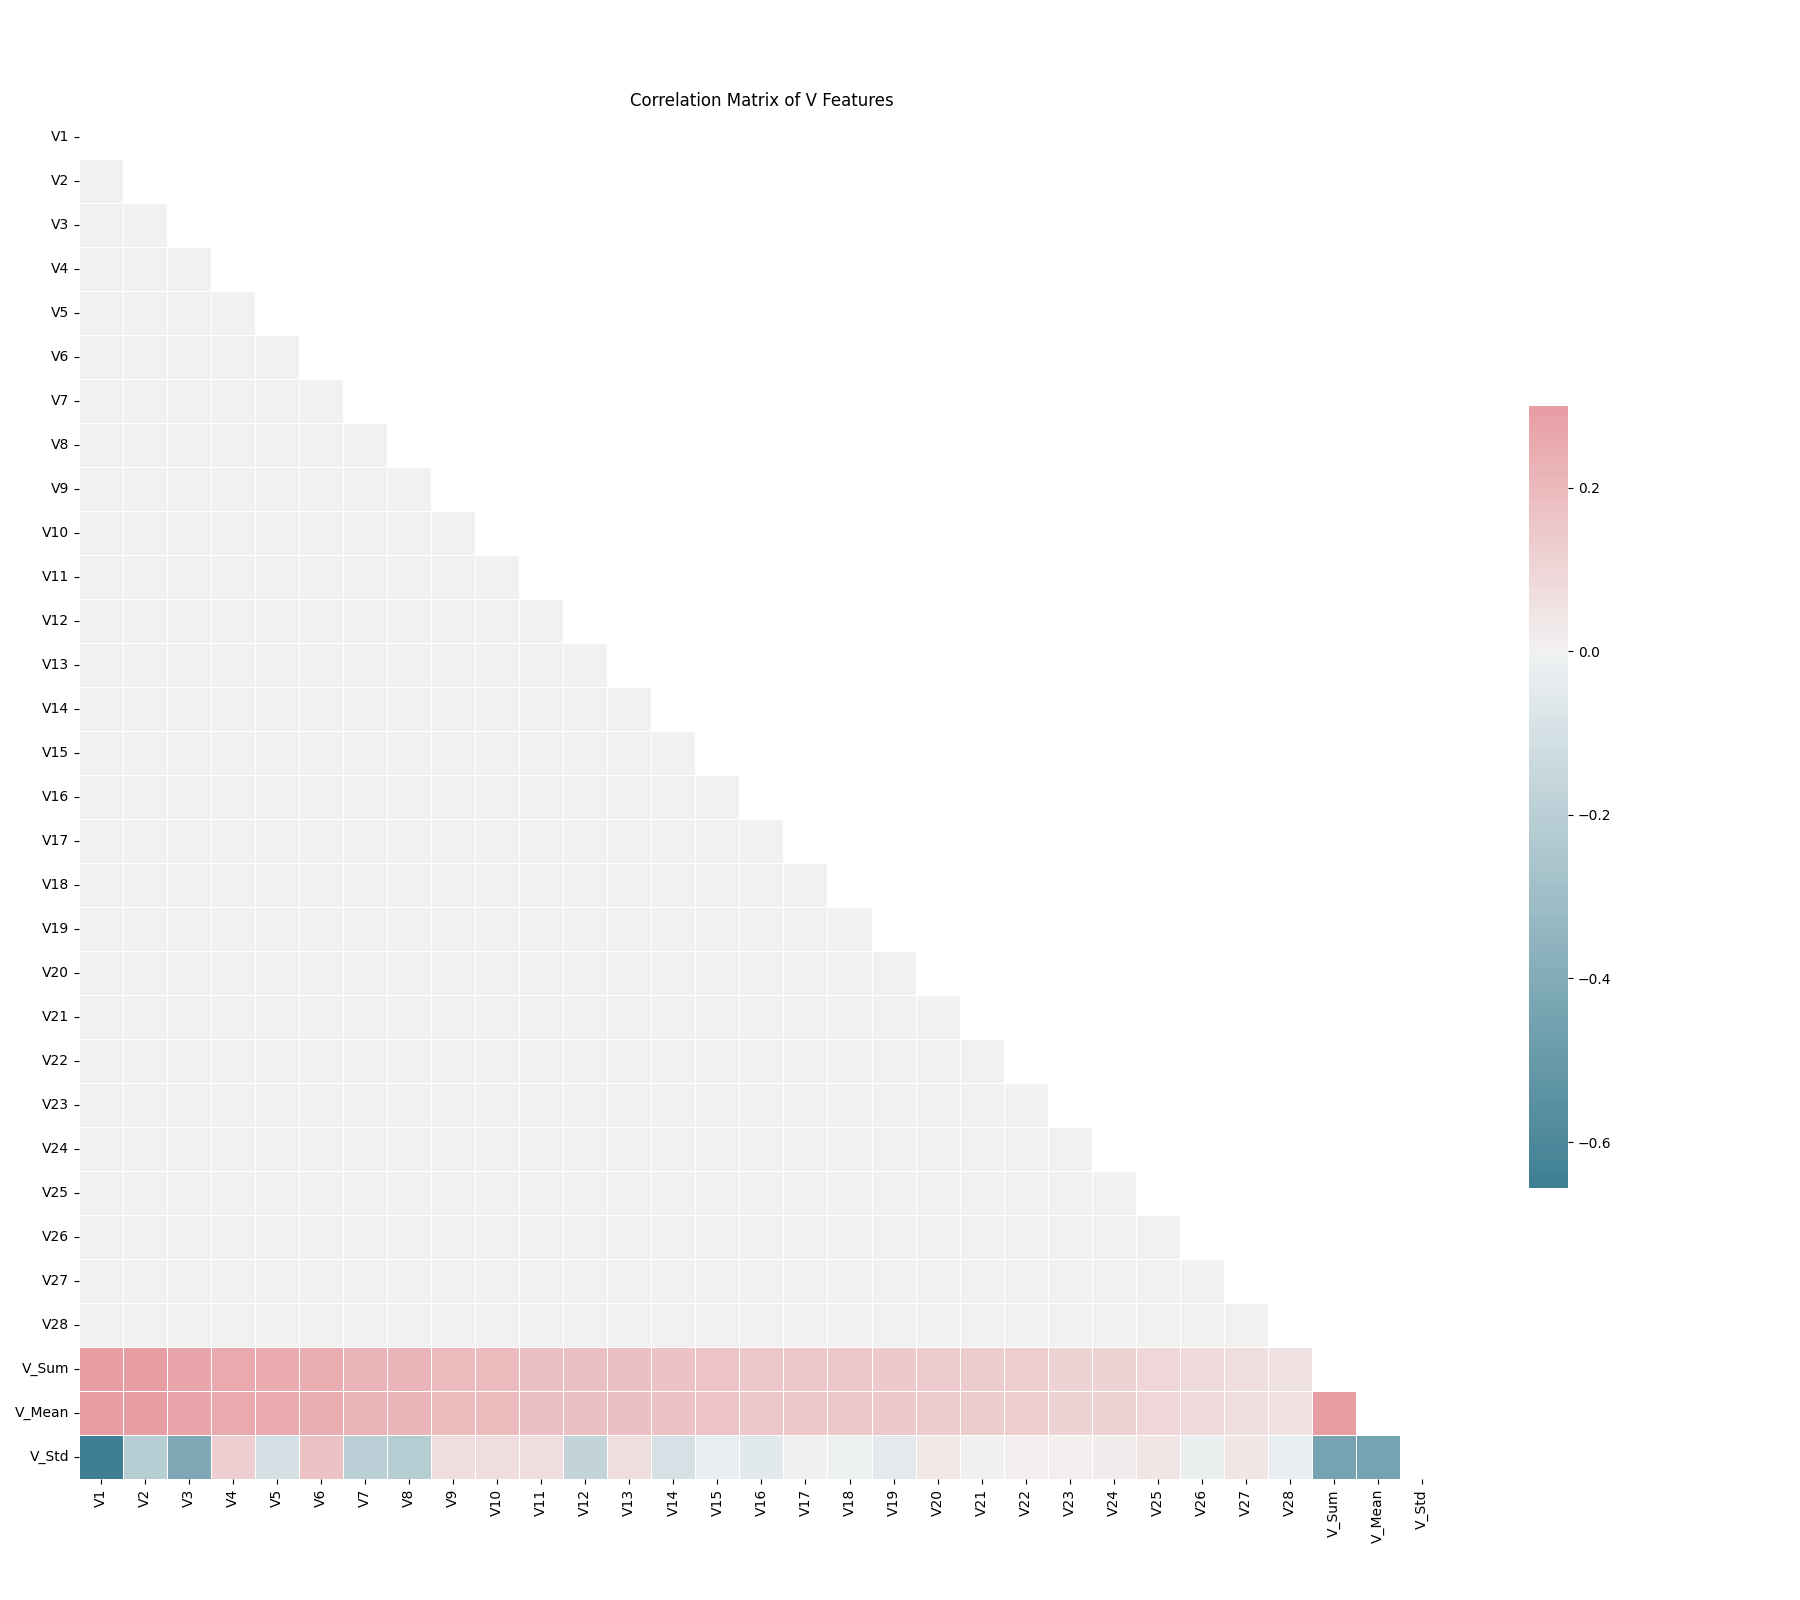 Correlation Matrix of V Features
V1
V2
V3
V4
V5
V6
V7
V8
V9
V10
V11
V12
V13
V14
V15
V16
V17
V18
V19
V20
V21
V22
V23
V24
V25
V26
V27
V28
V_Sum
V_Mean
V_Std
V1 V2 V3 V4 V5 V6 V7 V8 V9 V10 V11 V12 V13 V14 V15 V16 V17 V18 V19 V20 V21 V22 V23 V24 V25 V26 V27 V28 V_Sum V_Mean V_Std
0.2
0.0
−0.2
−0.4
−0.6